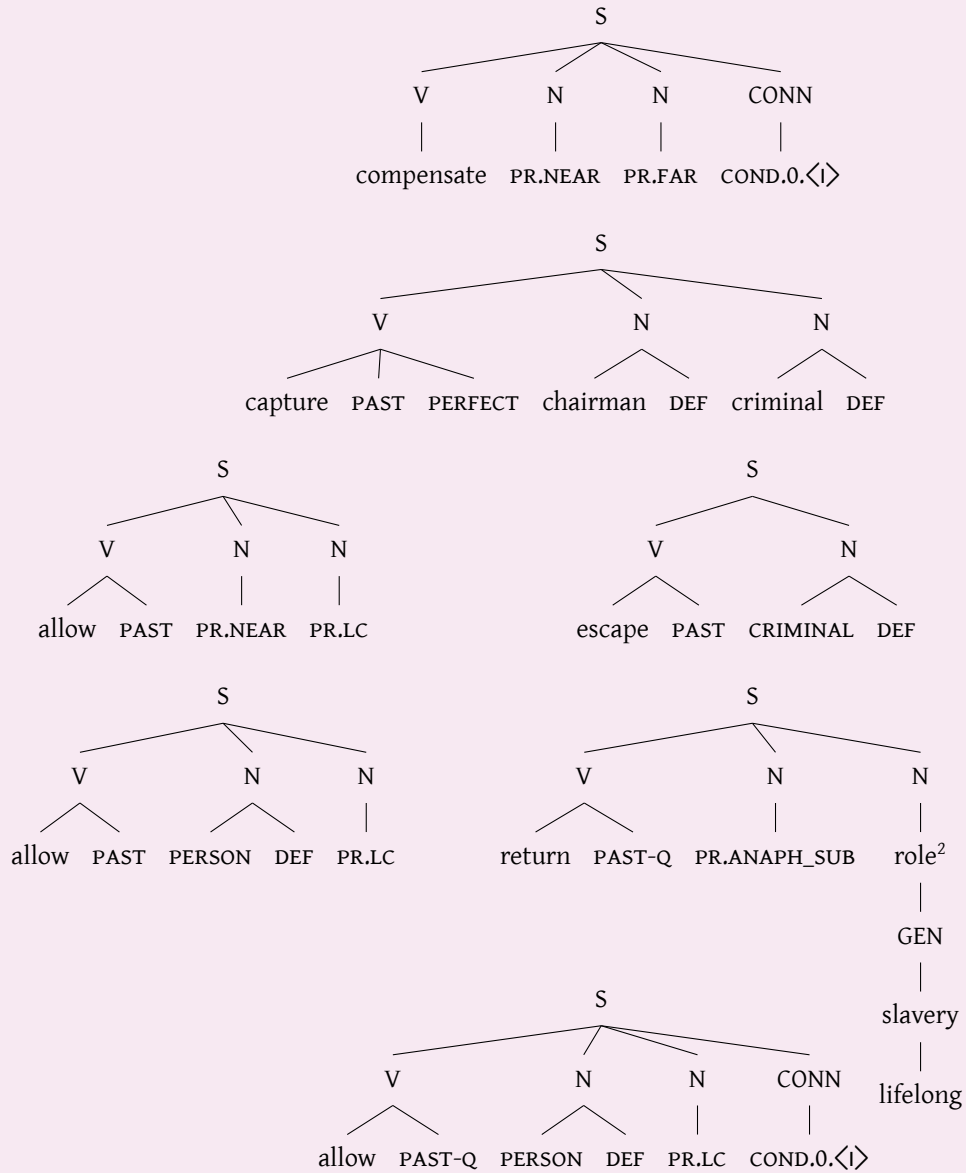 S
V N N CONN
compensate PR.NEAR PR.FAR COND.0.<I>
S
V N N
capture PAST PERFECT chairman DEF criminal DEF
S S
V N N V N
allow PAST PR.NEAR PR.LC escape PAST CRIMINAL DEF
S S
V N N V N N
allow PAST PERSON DEF PR.LC return PAST-Q PR.ANAPH_SUB role²
GEN
S slavery
V N N CONN lifelong
allow PAST-Q PERSON DEF PR.LC COND.0.<I>